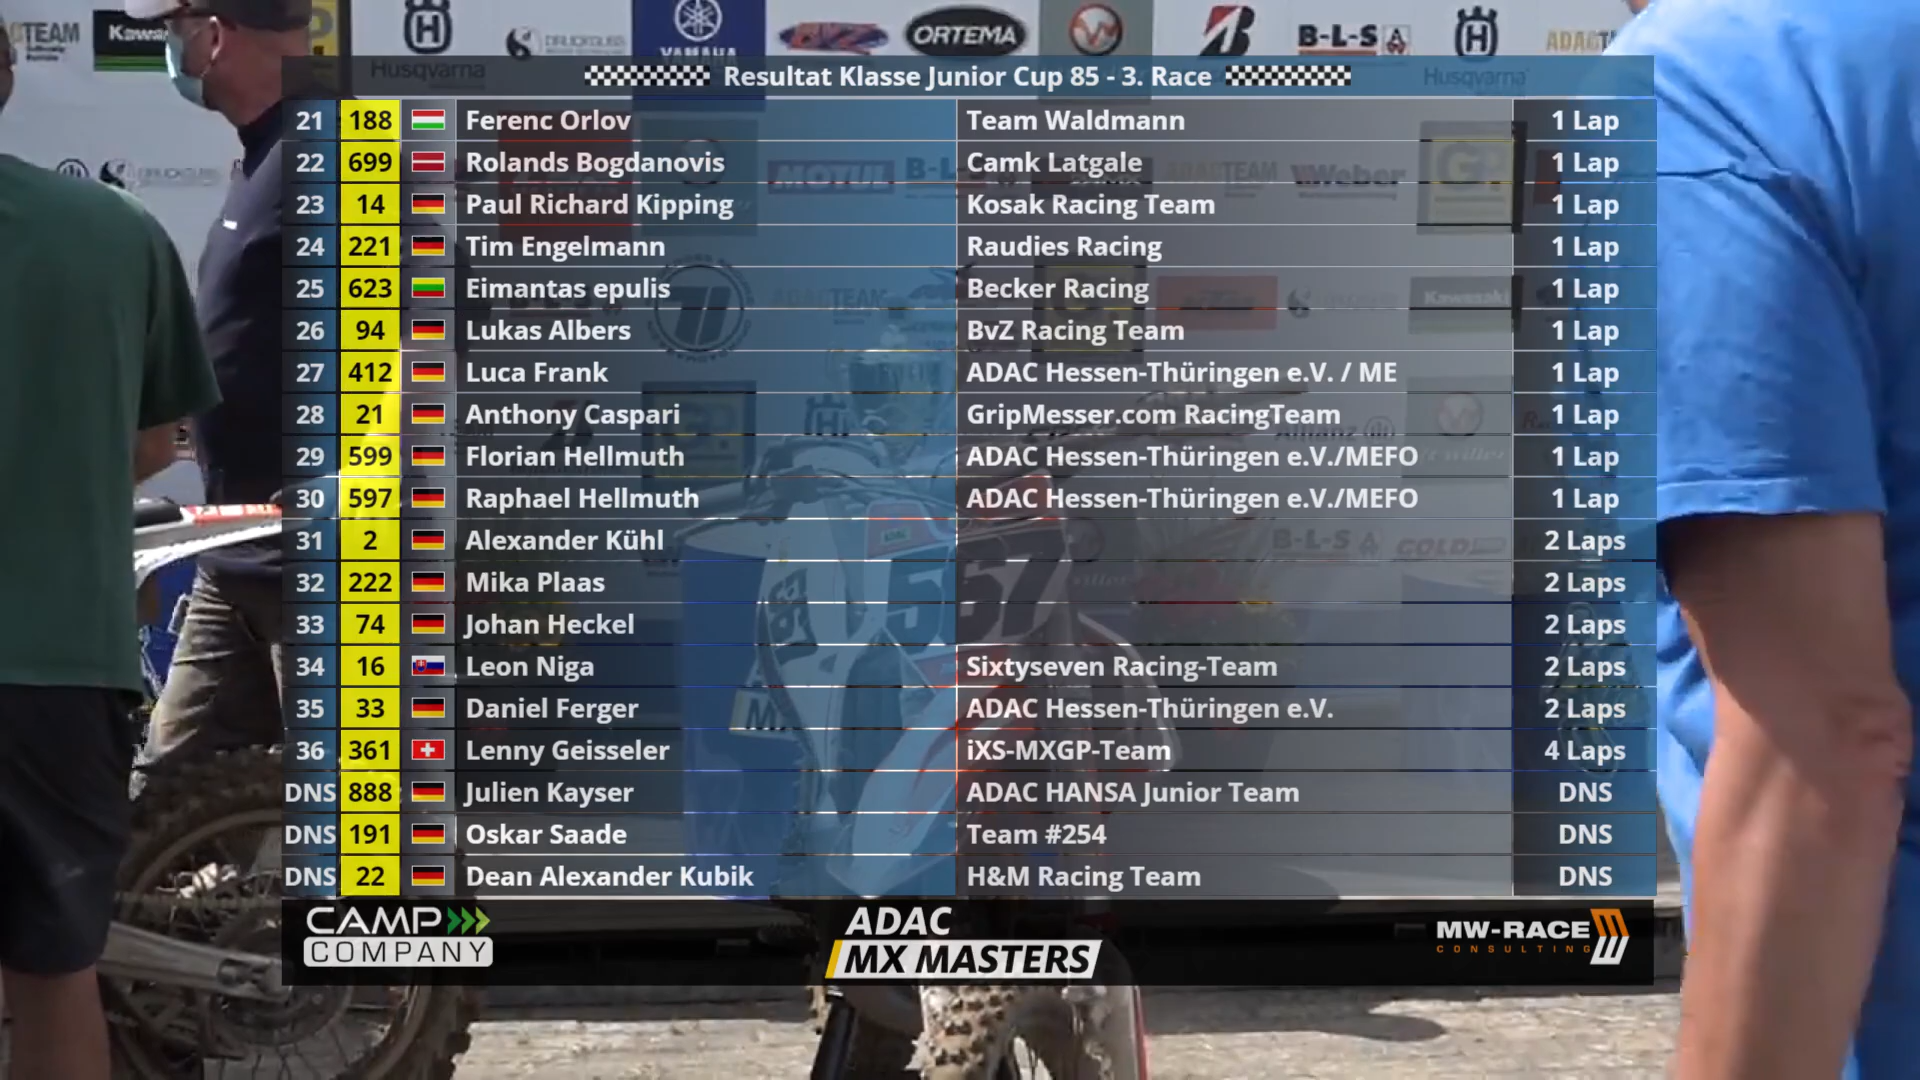 Resultat Klasse Junior Cup 85 - 3. Race
21 188 Ferenc Orlov Team Waldmann 1 Lap
22 699 Rolands Bogdanovis Camk Latgale 1 Lap
23 14 Paul Richard Kipping Kosak Racing Team 1 Lap
24 221 Tim Engelmann Raudies Racing 1 Lap
25 623 Eimantas epulis Becker Racing 1 Lap
26 94 Lukas Albers BvZ Racing Team 1 Lap
27 412 Luca Frank ADAC Hessen-Thüringen e.V. / ME 1 Lap
28 21 Anthony Caspari GripMesser.com RacingTeam 1 Lap
29 599 Florian Hellmuth ADAC Hessen-Thüringen e.V./MEFO 1 Lap
30 597 Raphael Hellmuth ADAC Hessen-Thüringen e.V./MEFO 1 Lap
31 2 Alexander Kühl 2 Laps
32 222 Mika Plaas 2 Laps
33 74 Johan Heckel 2 Laps
34 16 Leon Niga Sixtyseven Racing-Team 2 Laps
35 33 Daniel Ferger ADAC Hessen-Thüringen e.V. 2 Laps
36 361 Lenny Geisseler iXS-MXGP-Team 4 Laps
DNS 888 Julien Kayser ADAC HANSA Junior Team DNS
DNS 191 Oskar Saade Team #254 DNS
DNS 22 Dean Alexander Kubik H&M Racing Team DNS
CAMP COMPANY
ADAC MX MASTERS
MW-RACE CONSULTING
Husqvarna
YAMAHA
BVZ
ORTEMA
B-L-S
Husqvarna
MOTUL
B-L-S
ADACTEAM
Weber
Kawasaki
B-L-S
GOLD
567